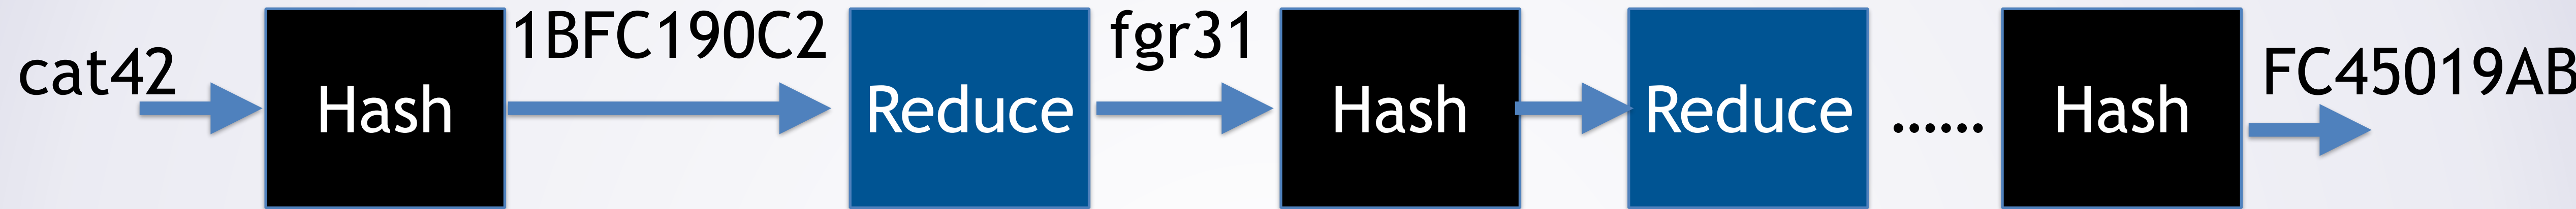 cat42
Hash
1BFC190C2
Reduce
fgr31
Hash
Reduce
......
Hash
FC45019AB